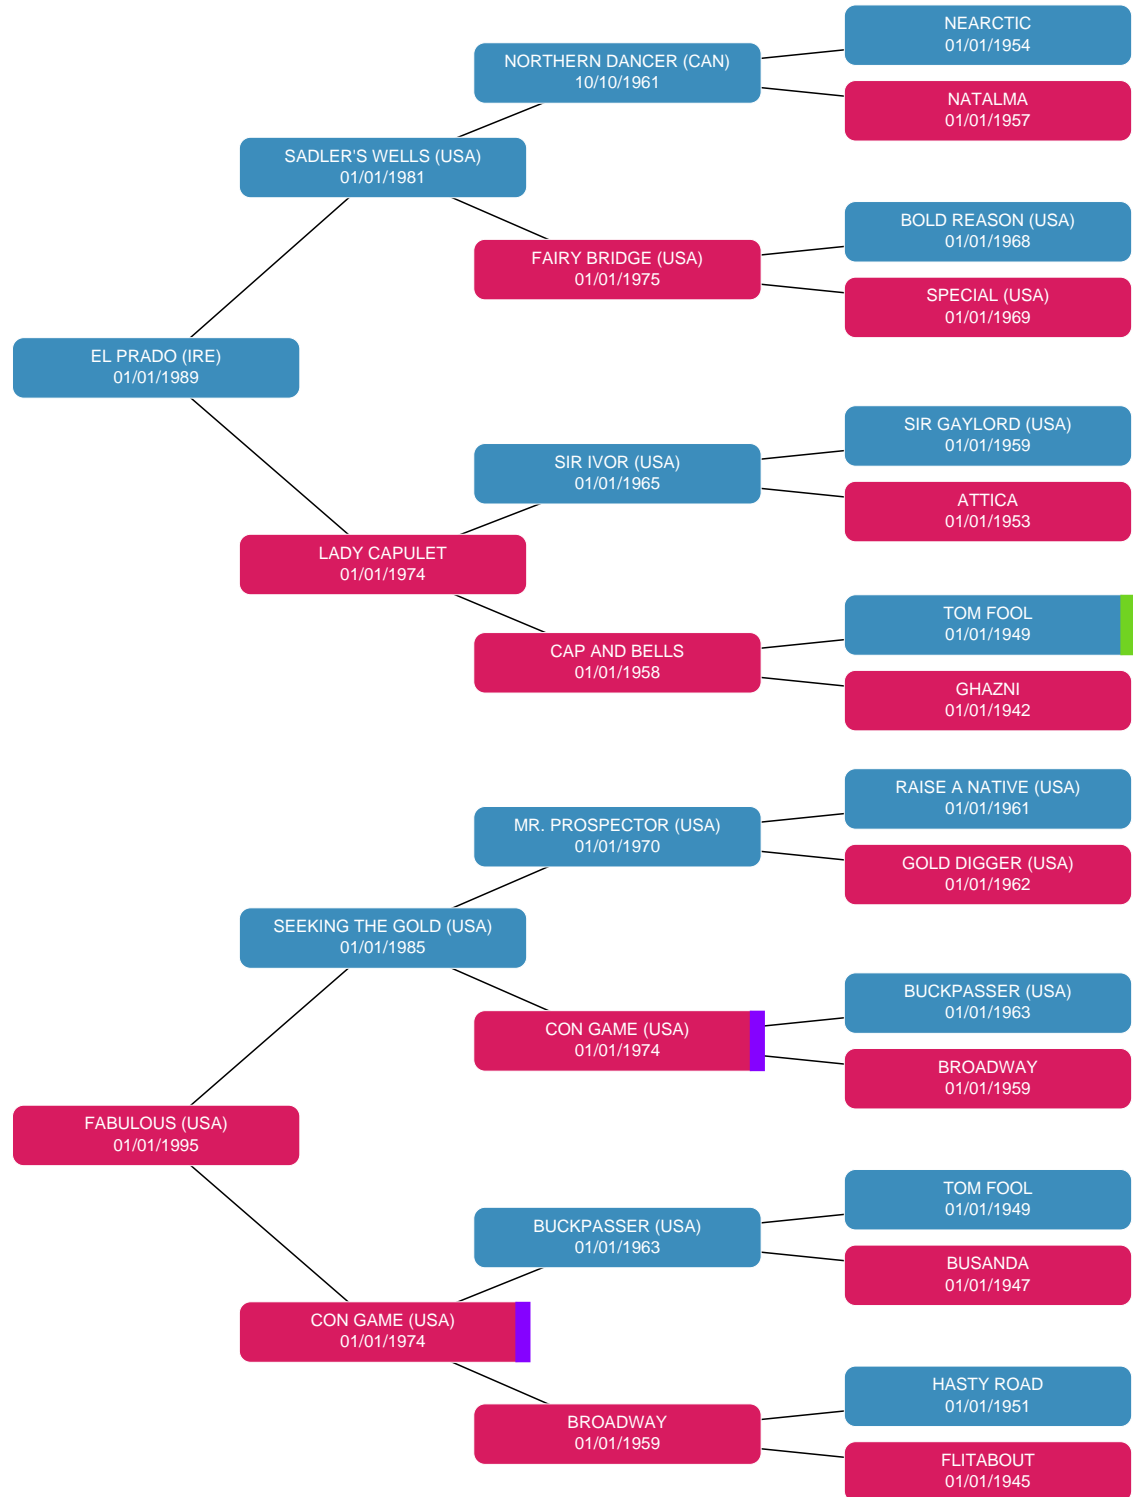 NEARCTIC
01/01/1954
NORTHERN DANCER (CAN)
10/10/1961
NATALMA
01/01/1957
SADLER'S WELLS (USA)
01/01/1981
BOLD REASON (USA)
01/01/1968
FAIRY BRIDGE (USA)
01/01/1975
SPECIAL (USA)
01/01/1969
EL PRADO (IRE)
01/01/1989
SIR GAYLORD (USA)
01/01/1959
SIR IVOR (USA)
01/01/1965
ATTICA
01/01/1953
LADY CAPULET
01/01/1974
TOM FOOL
01/01/1949
CAP AND BELLS
01/01/1958
GHAZNI
01/01/1942
RAISE A NATIVE (USA)
01/01/1961
MR. PROSPECTOR (USA)
01/01/1970
GOLD DIGGER (USA)
01/01/1962
SEEKING THE GOLD (USA)
01/01/1985
BUCKPASSER (USA)
01/01/1963
CON GAME (USA)
01/01/1974
BROADWAY
01/01/1959
FABULOUS (USA)
01/01/1995
TOM FOOL
01/01/1949
BUCKPASSER (USA)
01/01/1963
BUSANDA
01/01/1947
CON GAME (USA)
01/01/1974
HASTY ROAD
01/01/1951
BROADWAY
01/01/1959
FLITABOUT
01/01/1945